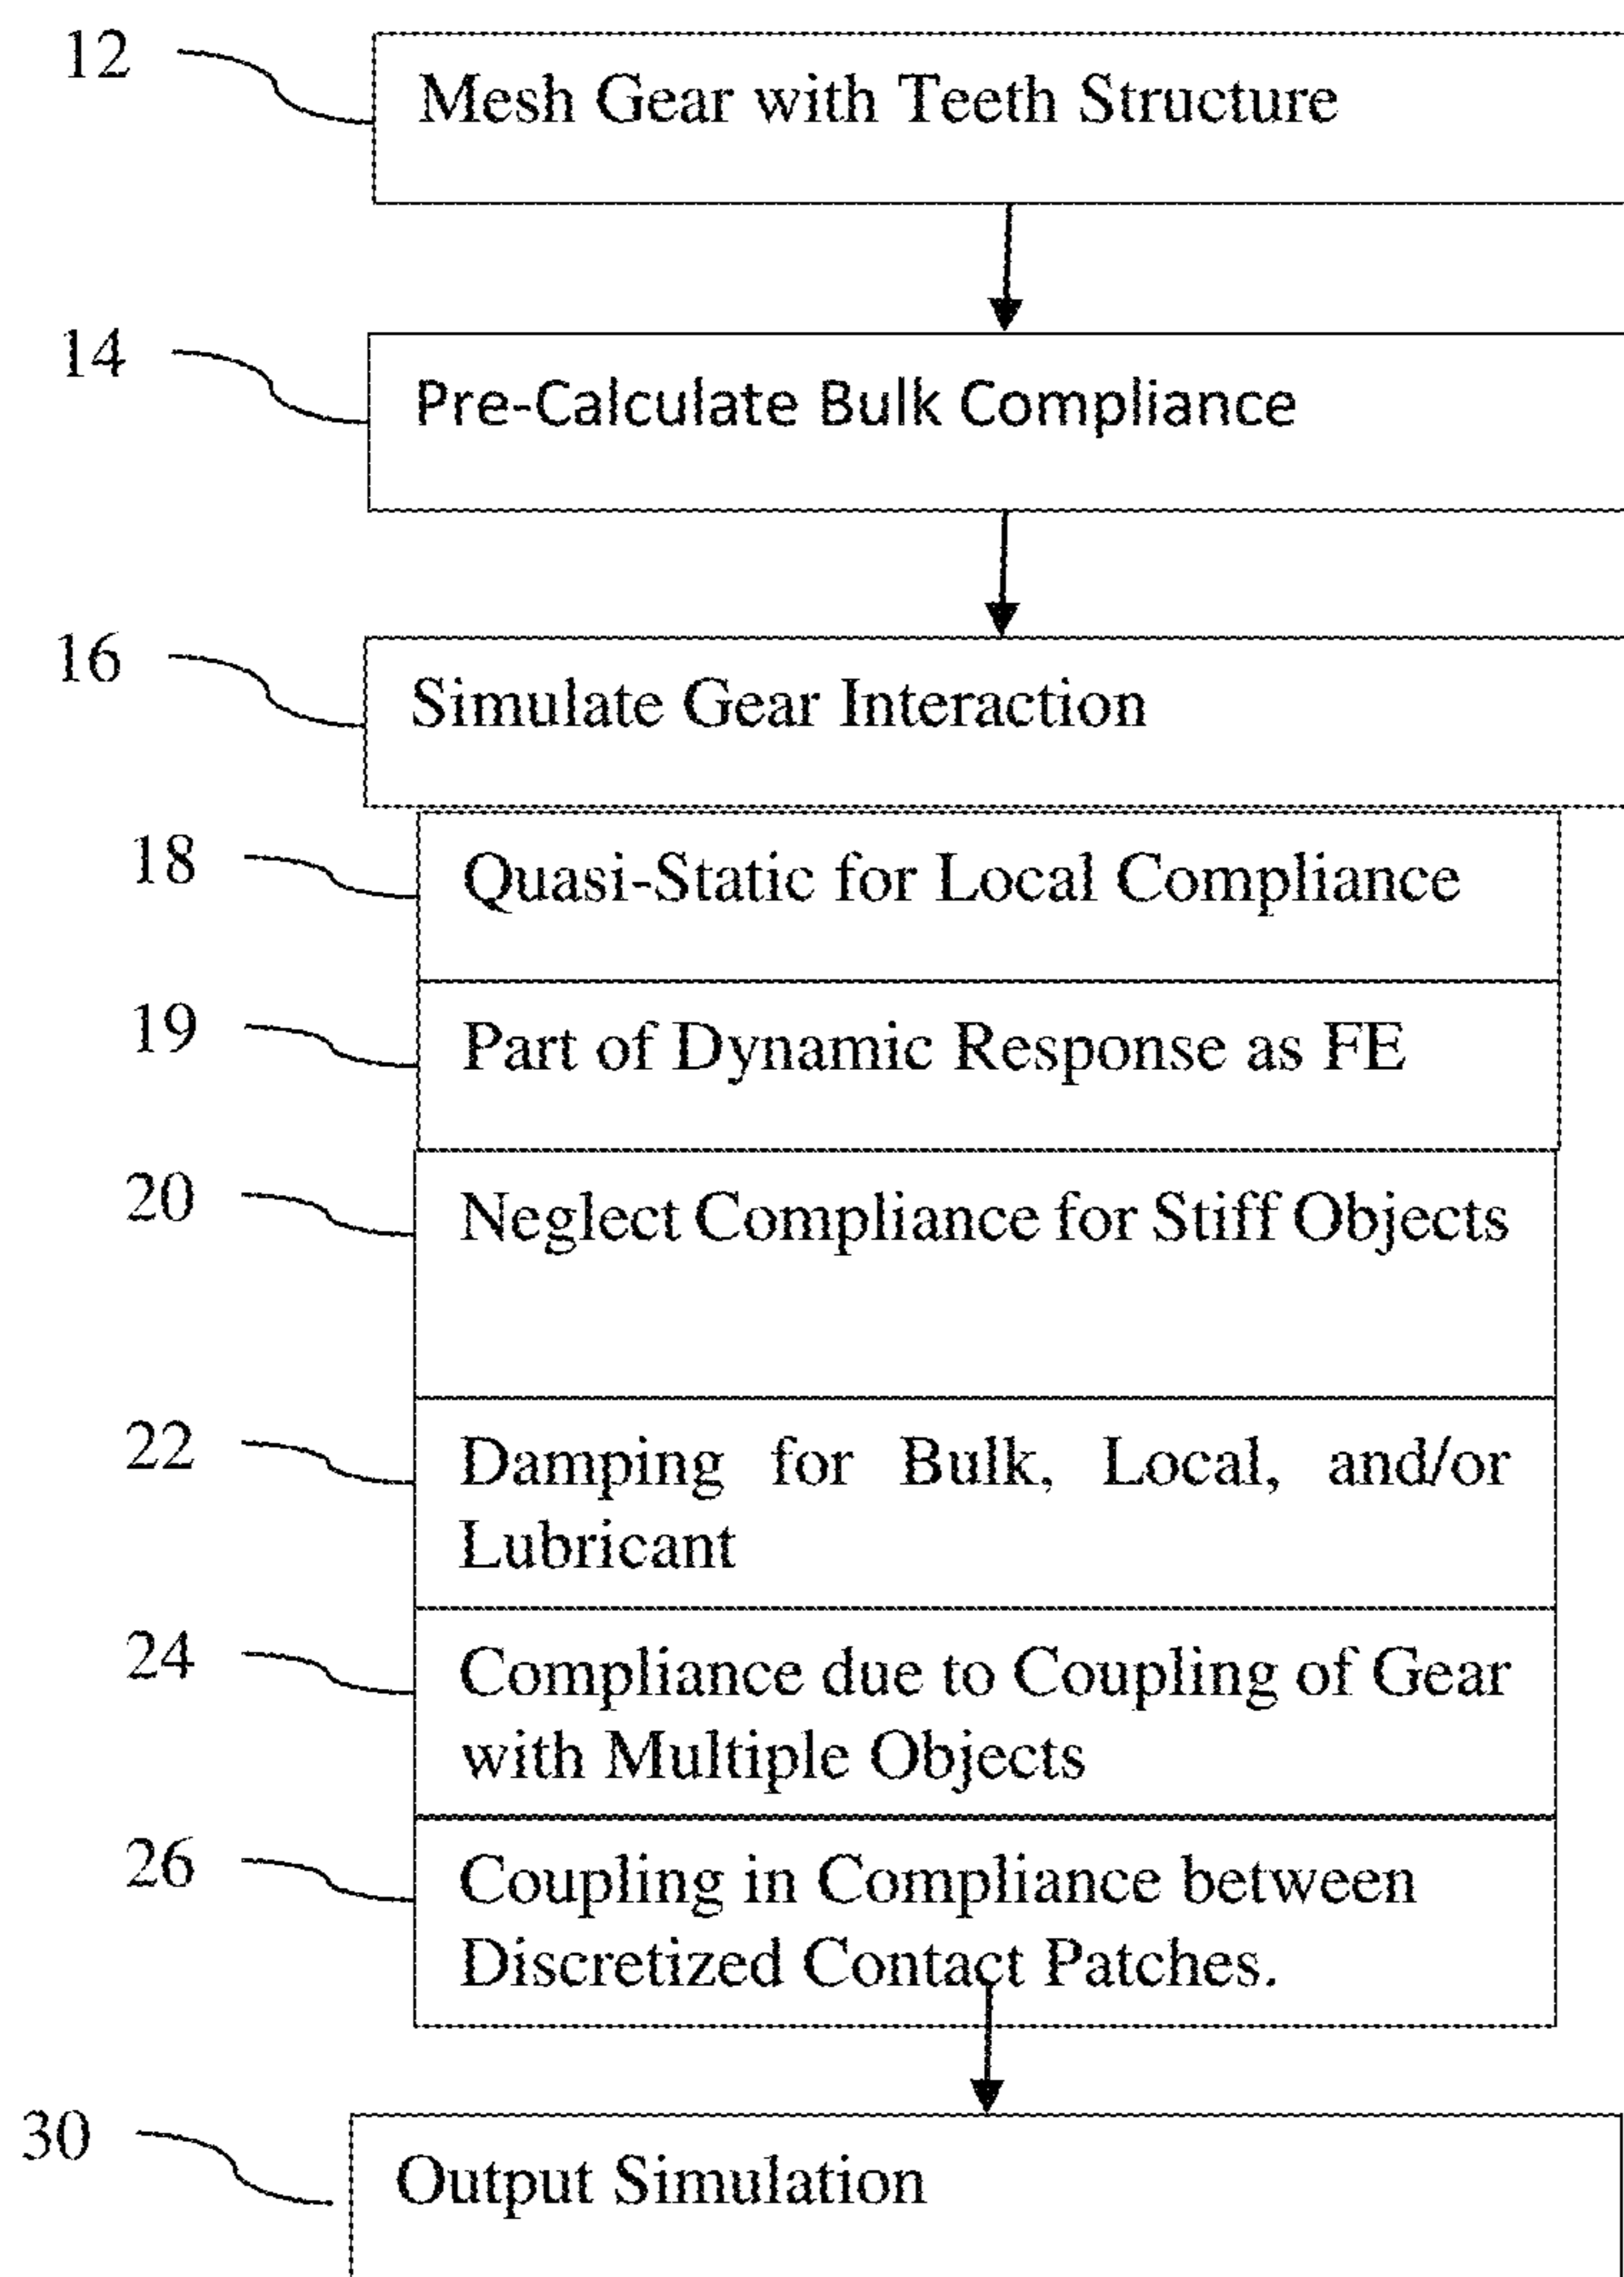 12
Mesh Gear with Teeth Structure
14
Pre-Calculate Bulk Compliance
16
Simulate Gear Interaction
18
Quasi-Static for Local Compliance
19
Part of Dynamic Response as FE
20
Neglect Compliance for Stiff Objects
22
Damping for Bulk, Local, and/or
Lubricant
24
Compliance due to Coupling of Gear
with Multiple Objects
26
Coupling in Compliance between
Discretized Contact Patches.
30
Output Simulation